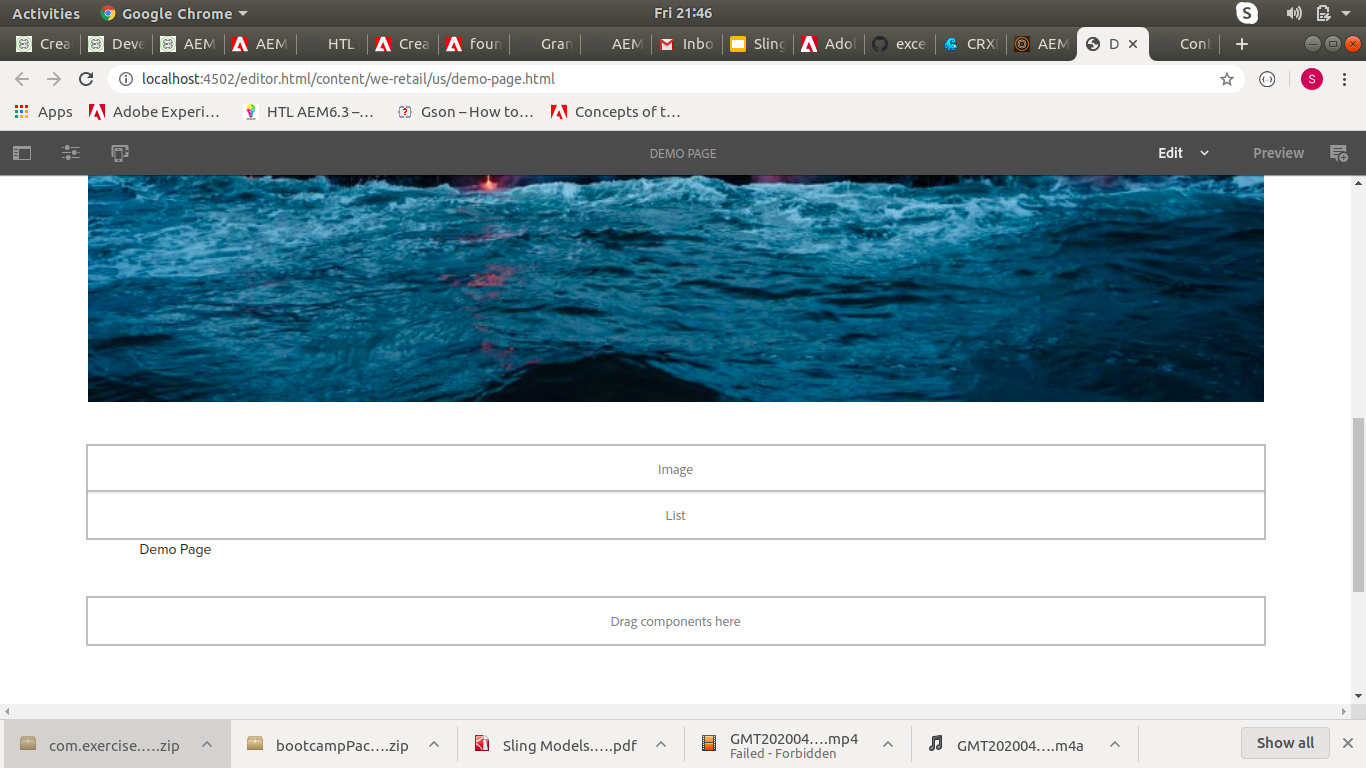 Activities Google Chrome Fri 21:46
Crea Deve AEM AEM HTL Crea foun Gran AEM Inbo Sling Adol exce CRXI AEM D Cont
localhost:4502/editor.html/content/we-retail/us/demo-page.html S
Apps Adobe Experi… HTL AEM6.3 –… Gson – How to… Concepts of t…
DEMO PAGE Edit Preview
Image
List
Demo Page
Drag components here
com.exercise.….zip bootcampPac….zip Sling Models.….pdf GMT202004….mp4 GMT202004….m4a Show all
Failed - Forbidden